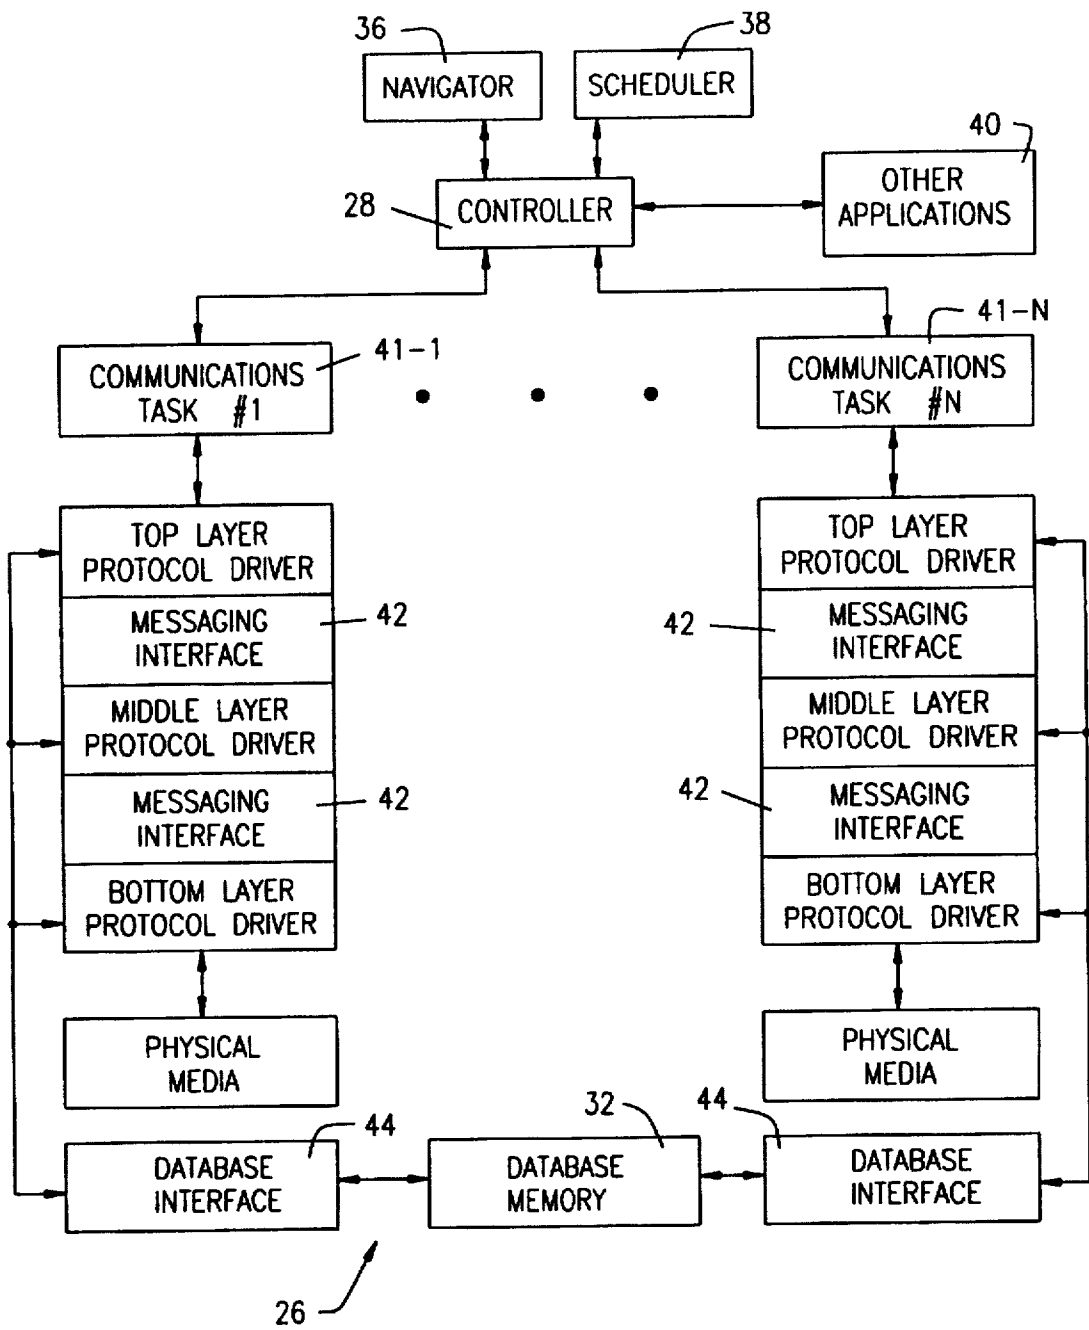 36
38
NAVIGATOR
SCHEDULER
40
OTHER
APPLICATIONS
28
CONTROLLER
41-1
41-N
COMMUNICATIONS
TASK #1
COMMUNICATIONS
TASK #N
TOP LAYER
PROTOCOL DRIVER
MESSAGING
INTERFACE
42
MIDDLE LAYER
PROTOCOL DRIVER
MESSAGING
INTERFACE
42
BOTTOM LAYER
PROTOCOL DRIVER
PHYSICAL
MEDIA
TOP LAYER
PROTOCOL DRIVER
42
MESSAGING
INTERFACE
MIDDLE LAYER
PROTOCOL DRIVER
42
MESSAGING
INTERFACE
BOTTOM LAYER
PROTOCOL DRIVER
PHYSICAL
MEDIA
44
DATABASE
INTERFACE
32
DATABASE
MEMORY
44
DATABASE
INTERFACE
26